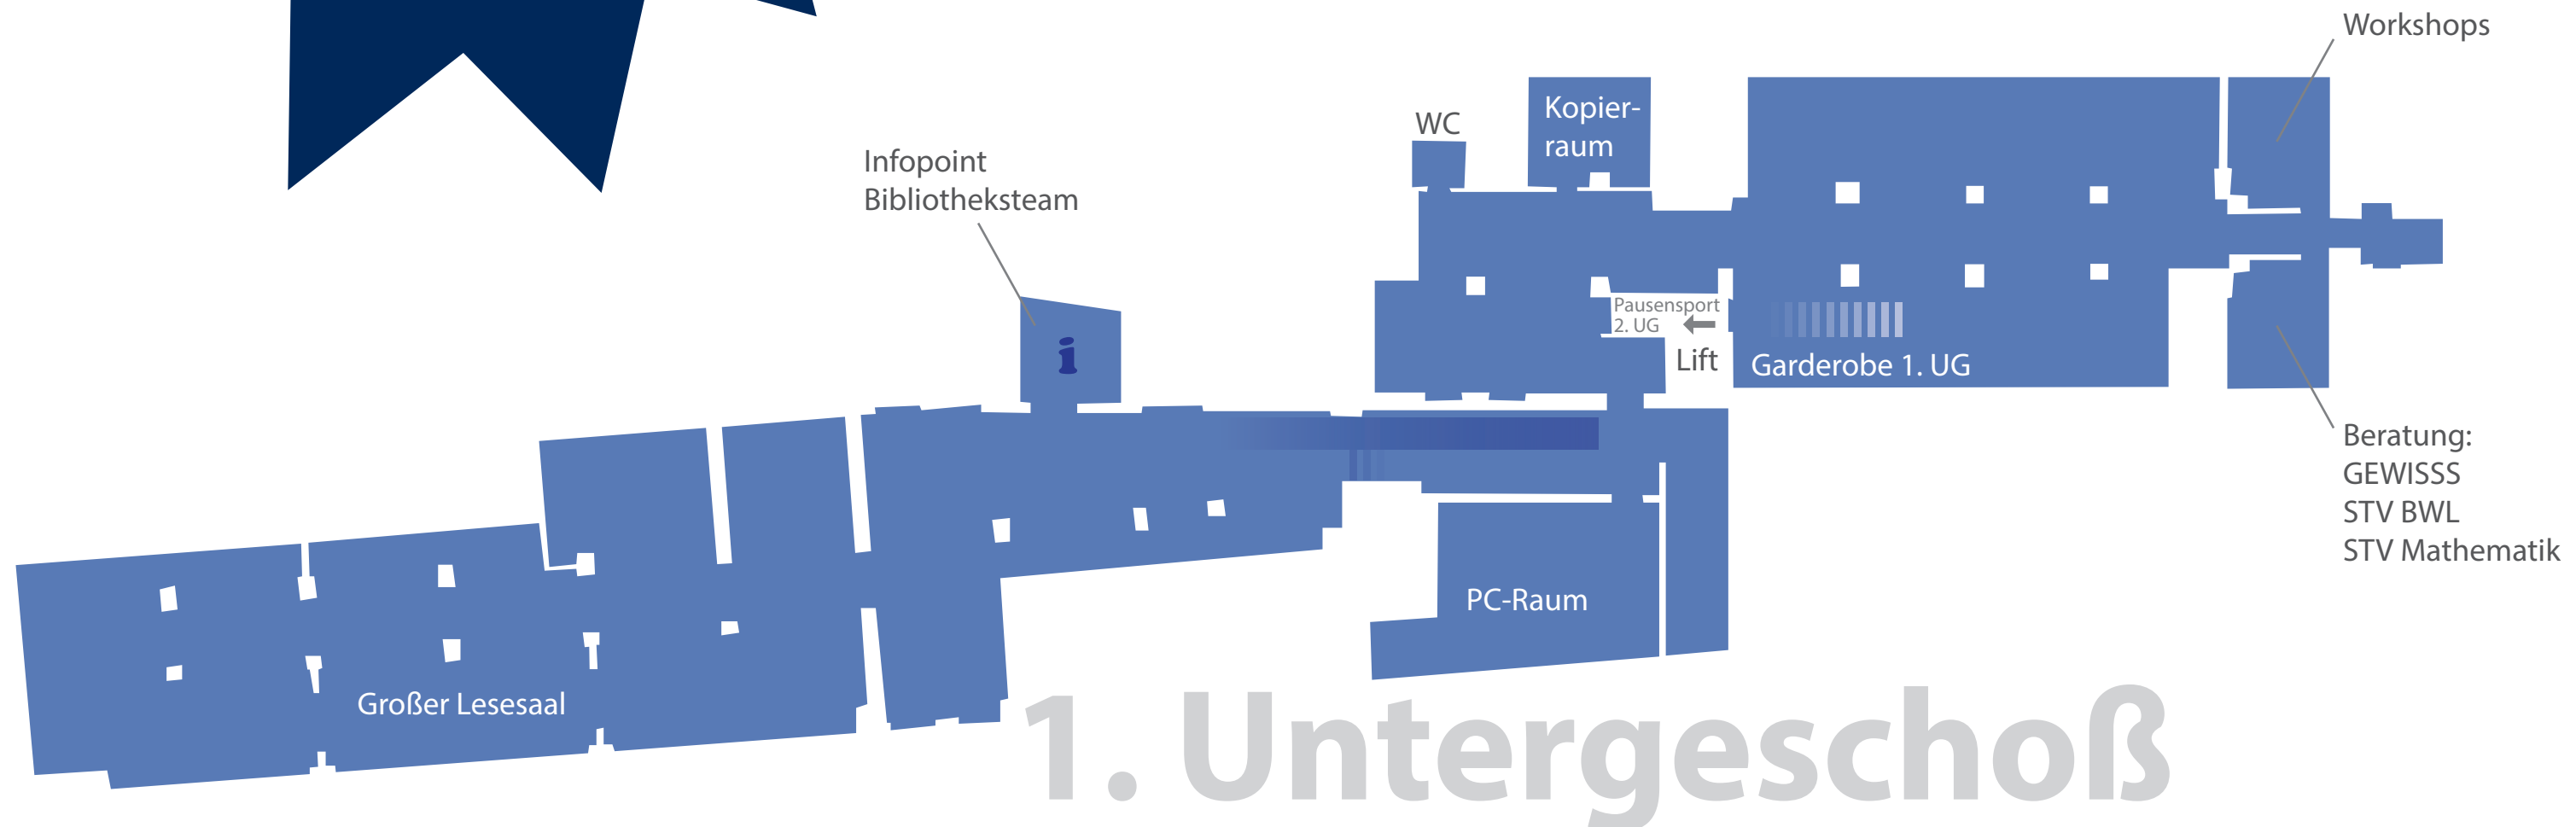 Workshops
WC
Kopier-
raum
Infopoint
Bibliotheksteam
i
Pausensport
2. UG
Lift
Garderobe 1. UG
Beratung:
GEWISSS
STV BWL
STV Mathematik
PC-Raum
Großer Lesesaal
1. Untergeschoß